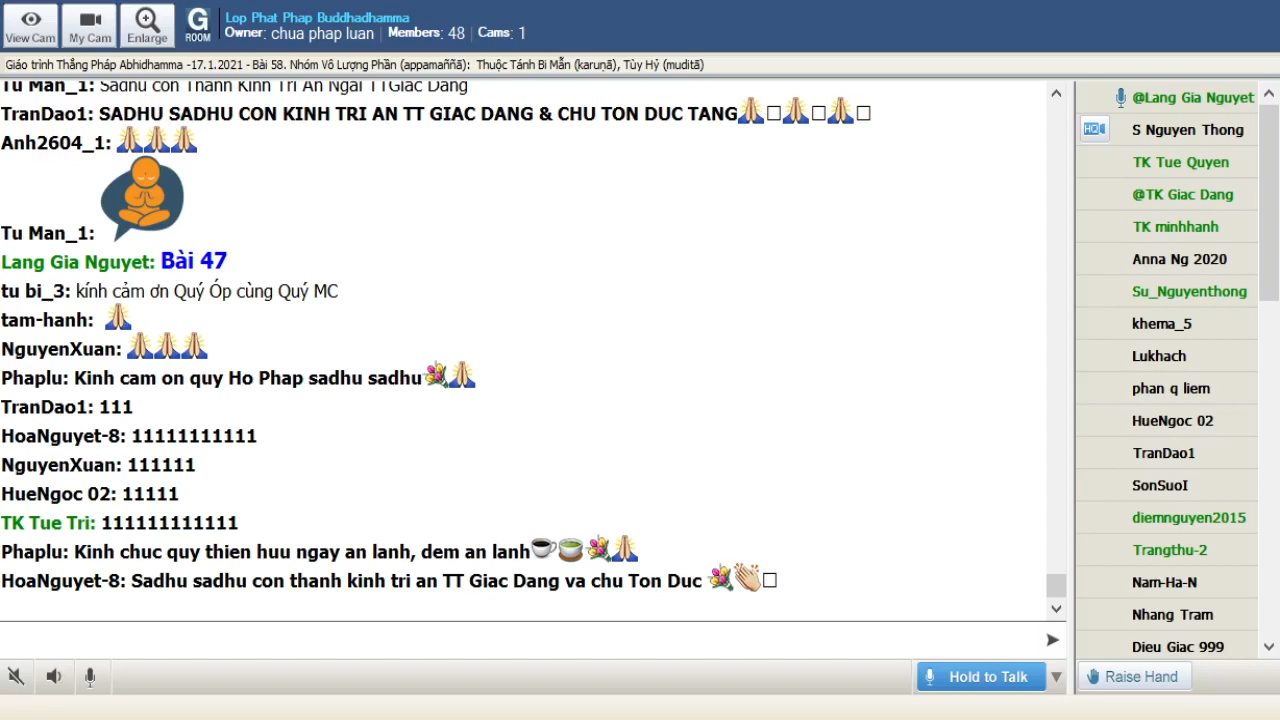 View Cam
My Cam
Enlarge
G
ROOM
Lop Phat Phap Buddhadhamma
Owner: chua phap luan | Members: 48 | Cams: 1
Giáo trình Thắng Pháp Abhidhamma -17.1.2021 - Bài 58. Nhóm Vô Lượng Phần (appamaññā): Thuộc Tánh Bi Mẫn (karuṇā), Tùy Hỷ (muditā)
Tu Man_1: Sadhu con Thanh Kinh Tri An Ngai TTGiac Dang
TranDao1: SADHU SADHU CON KINH TRI AN TT GIAC DANG & CHU TON DUC TANG🙏□🙏□🙏□
Anh2604_1: 🙏🙏🙏
Tu Man_1:
Lang Gia Nguyet: Bài 47
tu bi_3: kính cảm ơn Quý Óp cùng Quý MC
tam-hanh: 🙏
NguyenXuan: 🙏🙏🙏
Phaplu: Kinh cam on quy Ho Phap sadhu sadhu💐🙏
TranDao1: 111
HoaNguyet-8: 11111111111
NguyenXuan: 111111
HueNgoc 02: 11111
TK Tue Tri: 111111111111
Phaplu: Kinh chuc quy thien huu ngay an lanh, dem an lanh☕🍵💐🙏
HoaNguyet-8: Sadhu sadhu con thanh kinh tri an TT Giac Dang va chu Ton Duc 💐👏□
Hold to Talk
@Lang Gia Nguyet
HD
S Nguyen Thong
TK Tue Quyen
@TK Giac Dang
TK minhhanh
Anna Ng 2020
Su_Nguyenthong
khema_5
Lukhach
phan q liem
HueNgoc 02
TranDao1
SonSuoI
diemnguyen2015
Trangthu-2
Nam-Ha-N
Nhang Tram
Dieu Giac 999
Raise Hand